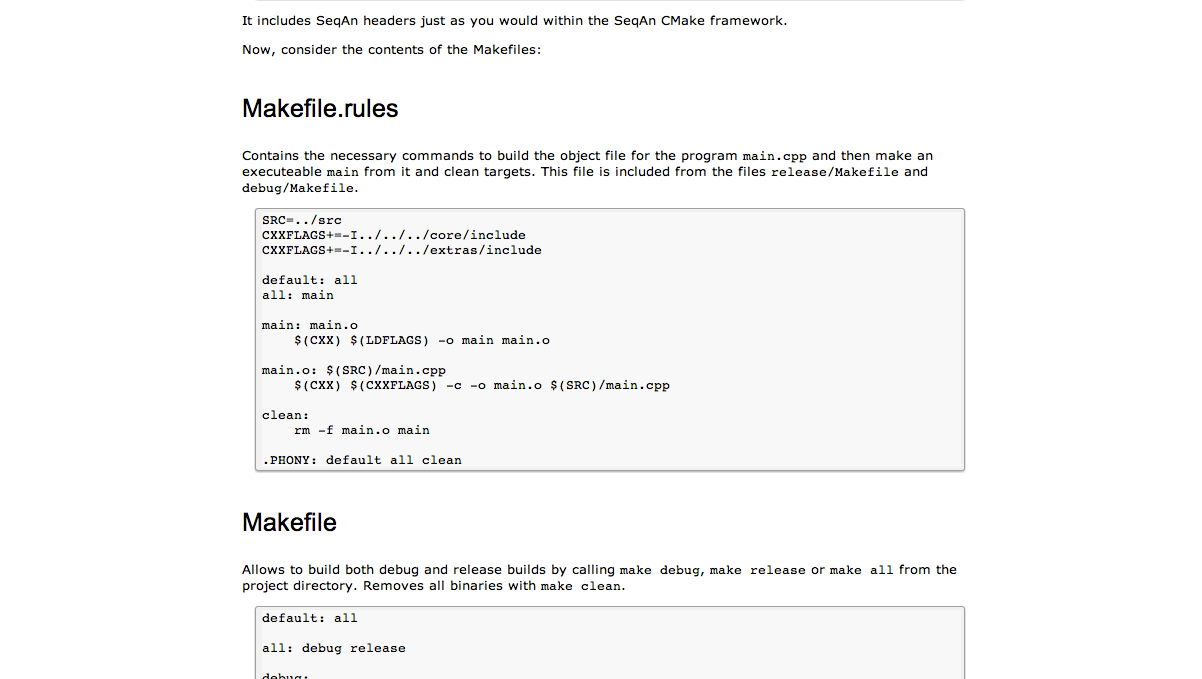 It includes SeqAn headers just as you would within the SeqAn CMake framework.
Now, consider the contents of the Makefiles:
Makefile.rules
Contains the necessary commands to build the object file for the program main.cpp and then make an
executeable main from it and clean targets. This file is included from the files release/Makefile and
debug/Makefile.
SRC=../src
CXXFLAGS+=-I../../../core/include
CXXFLAGS+=-I../../../extras/include
default: all
all: main
main: main.o
$(CXX) $(LDFLAGS) -o main main.o
main.o: $(SRC)/main.cpp
$(CXX) $(CXXFLAGS) -c -o main.o $(SRC)/main.cpp
clean:
rm -f main.o main
.PHONY: default all clean
Makefile
Allows to build both debug and release builds by calling make debug, make release or make all from the
project directory. Removes all binaries with make clean.
default: all
all: debug release
debug: